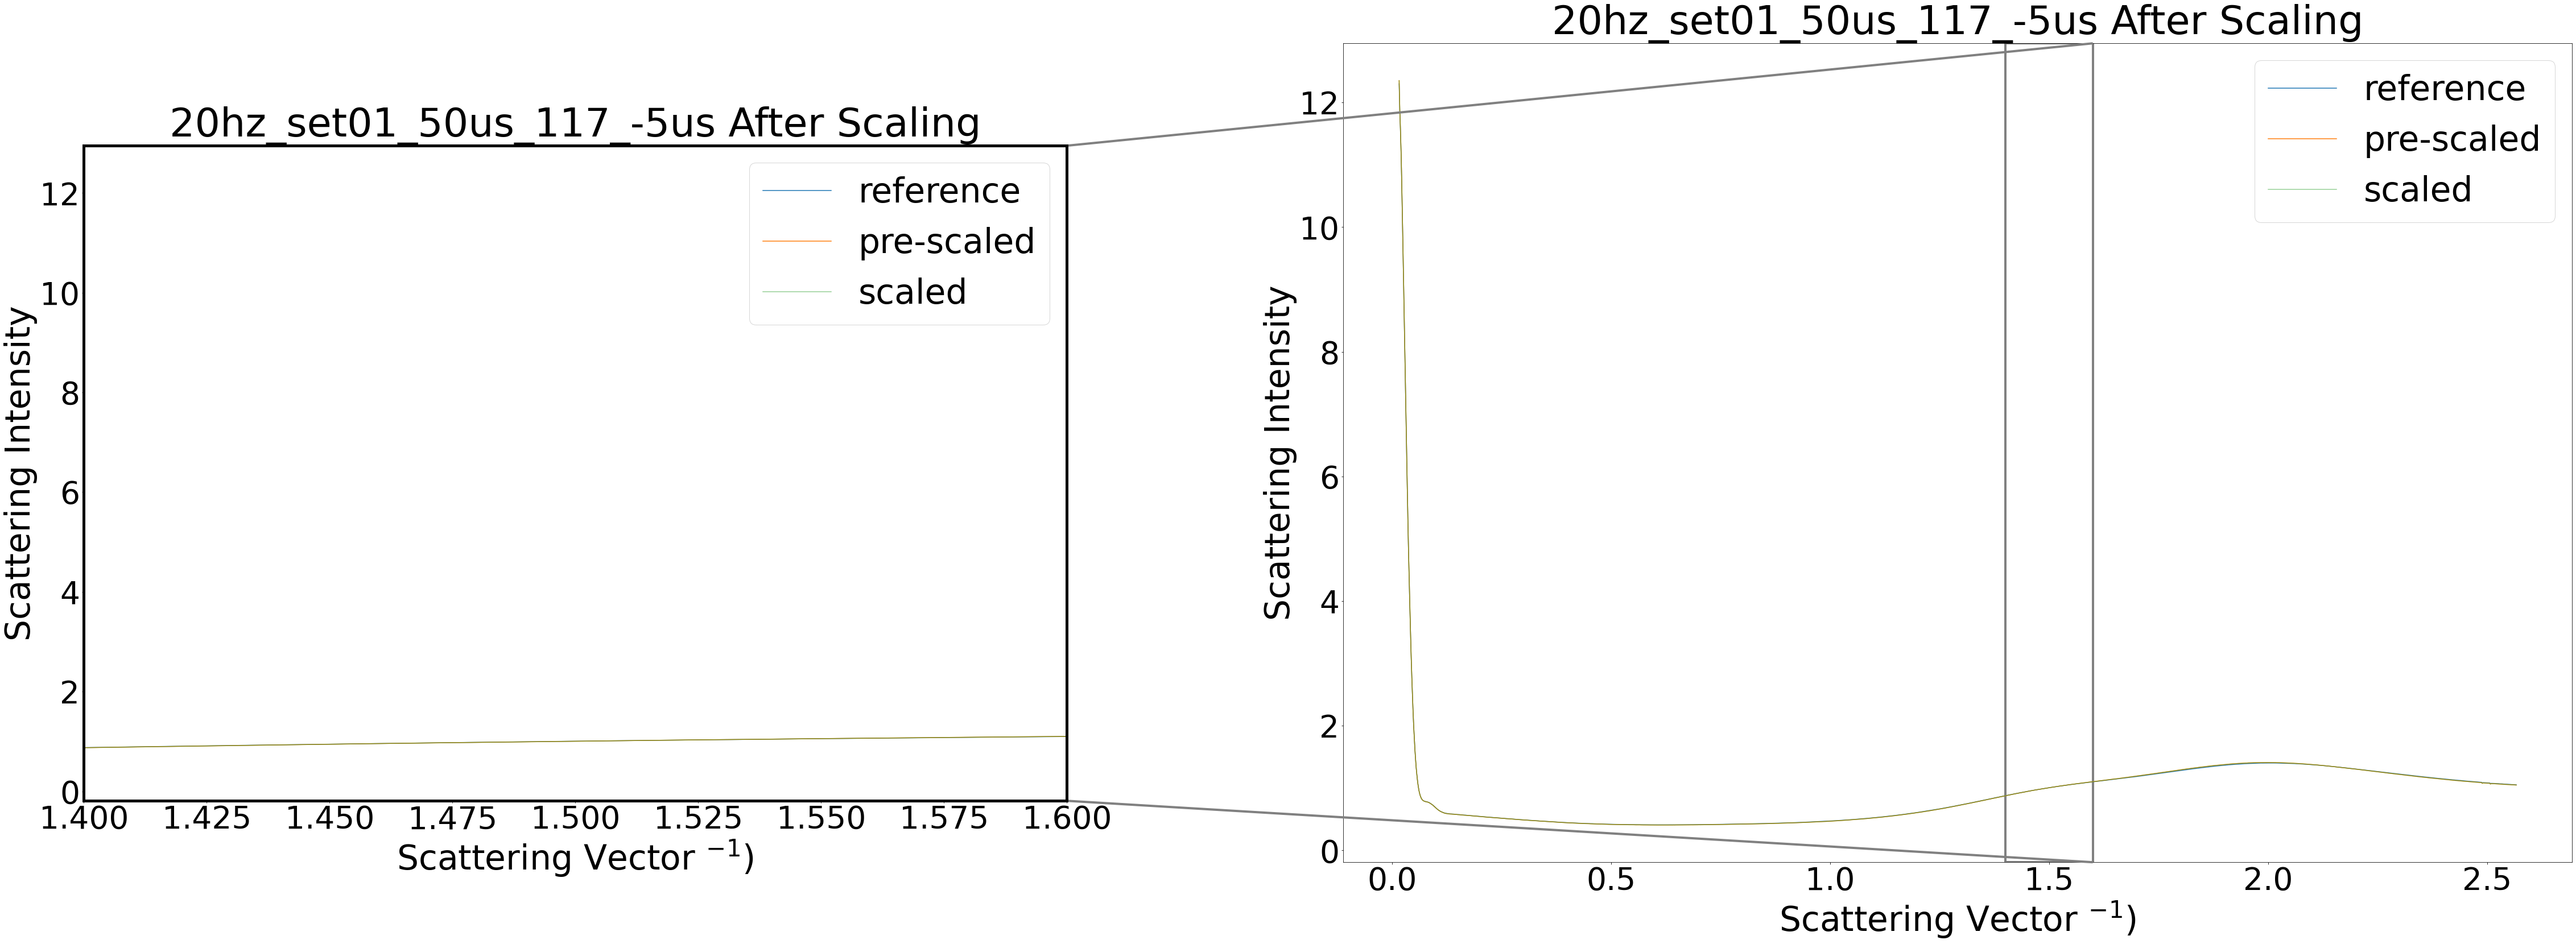 20hz_set01_50us_117_-5us After Scaling
12
10
8
6
4
2
0
Scattering Intensity
reference
pre-scaled
scaled
1.400 1.425 1.450 1.475 1.500 1.525 1.550 1.575 1.600
Scattering Vector ⁻¹)
20hz_set01_50us_117_-5us After Scaling
12
10
8
6
4
2
0
Scattering Intensity
reference
pre-scaled
scaled
0.0 0.5 1.0 1.5 2.0 2.5
Scattering Vector ⁻¹)